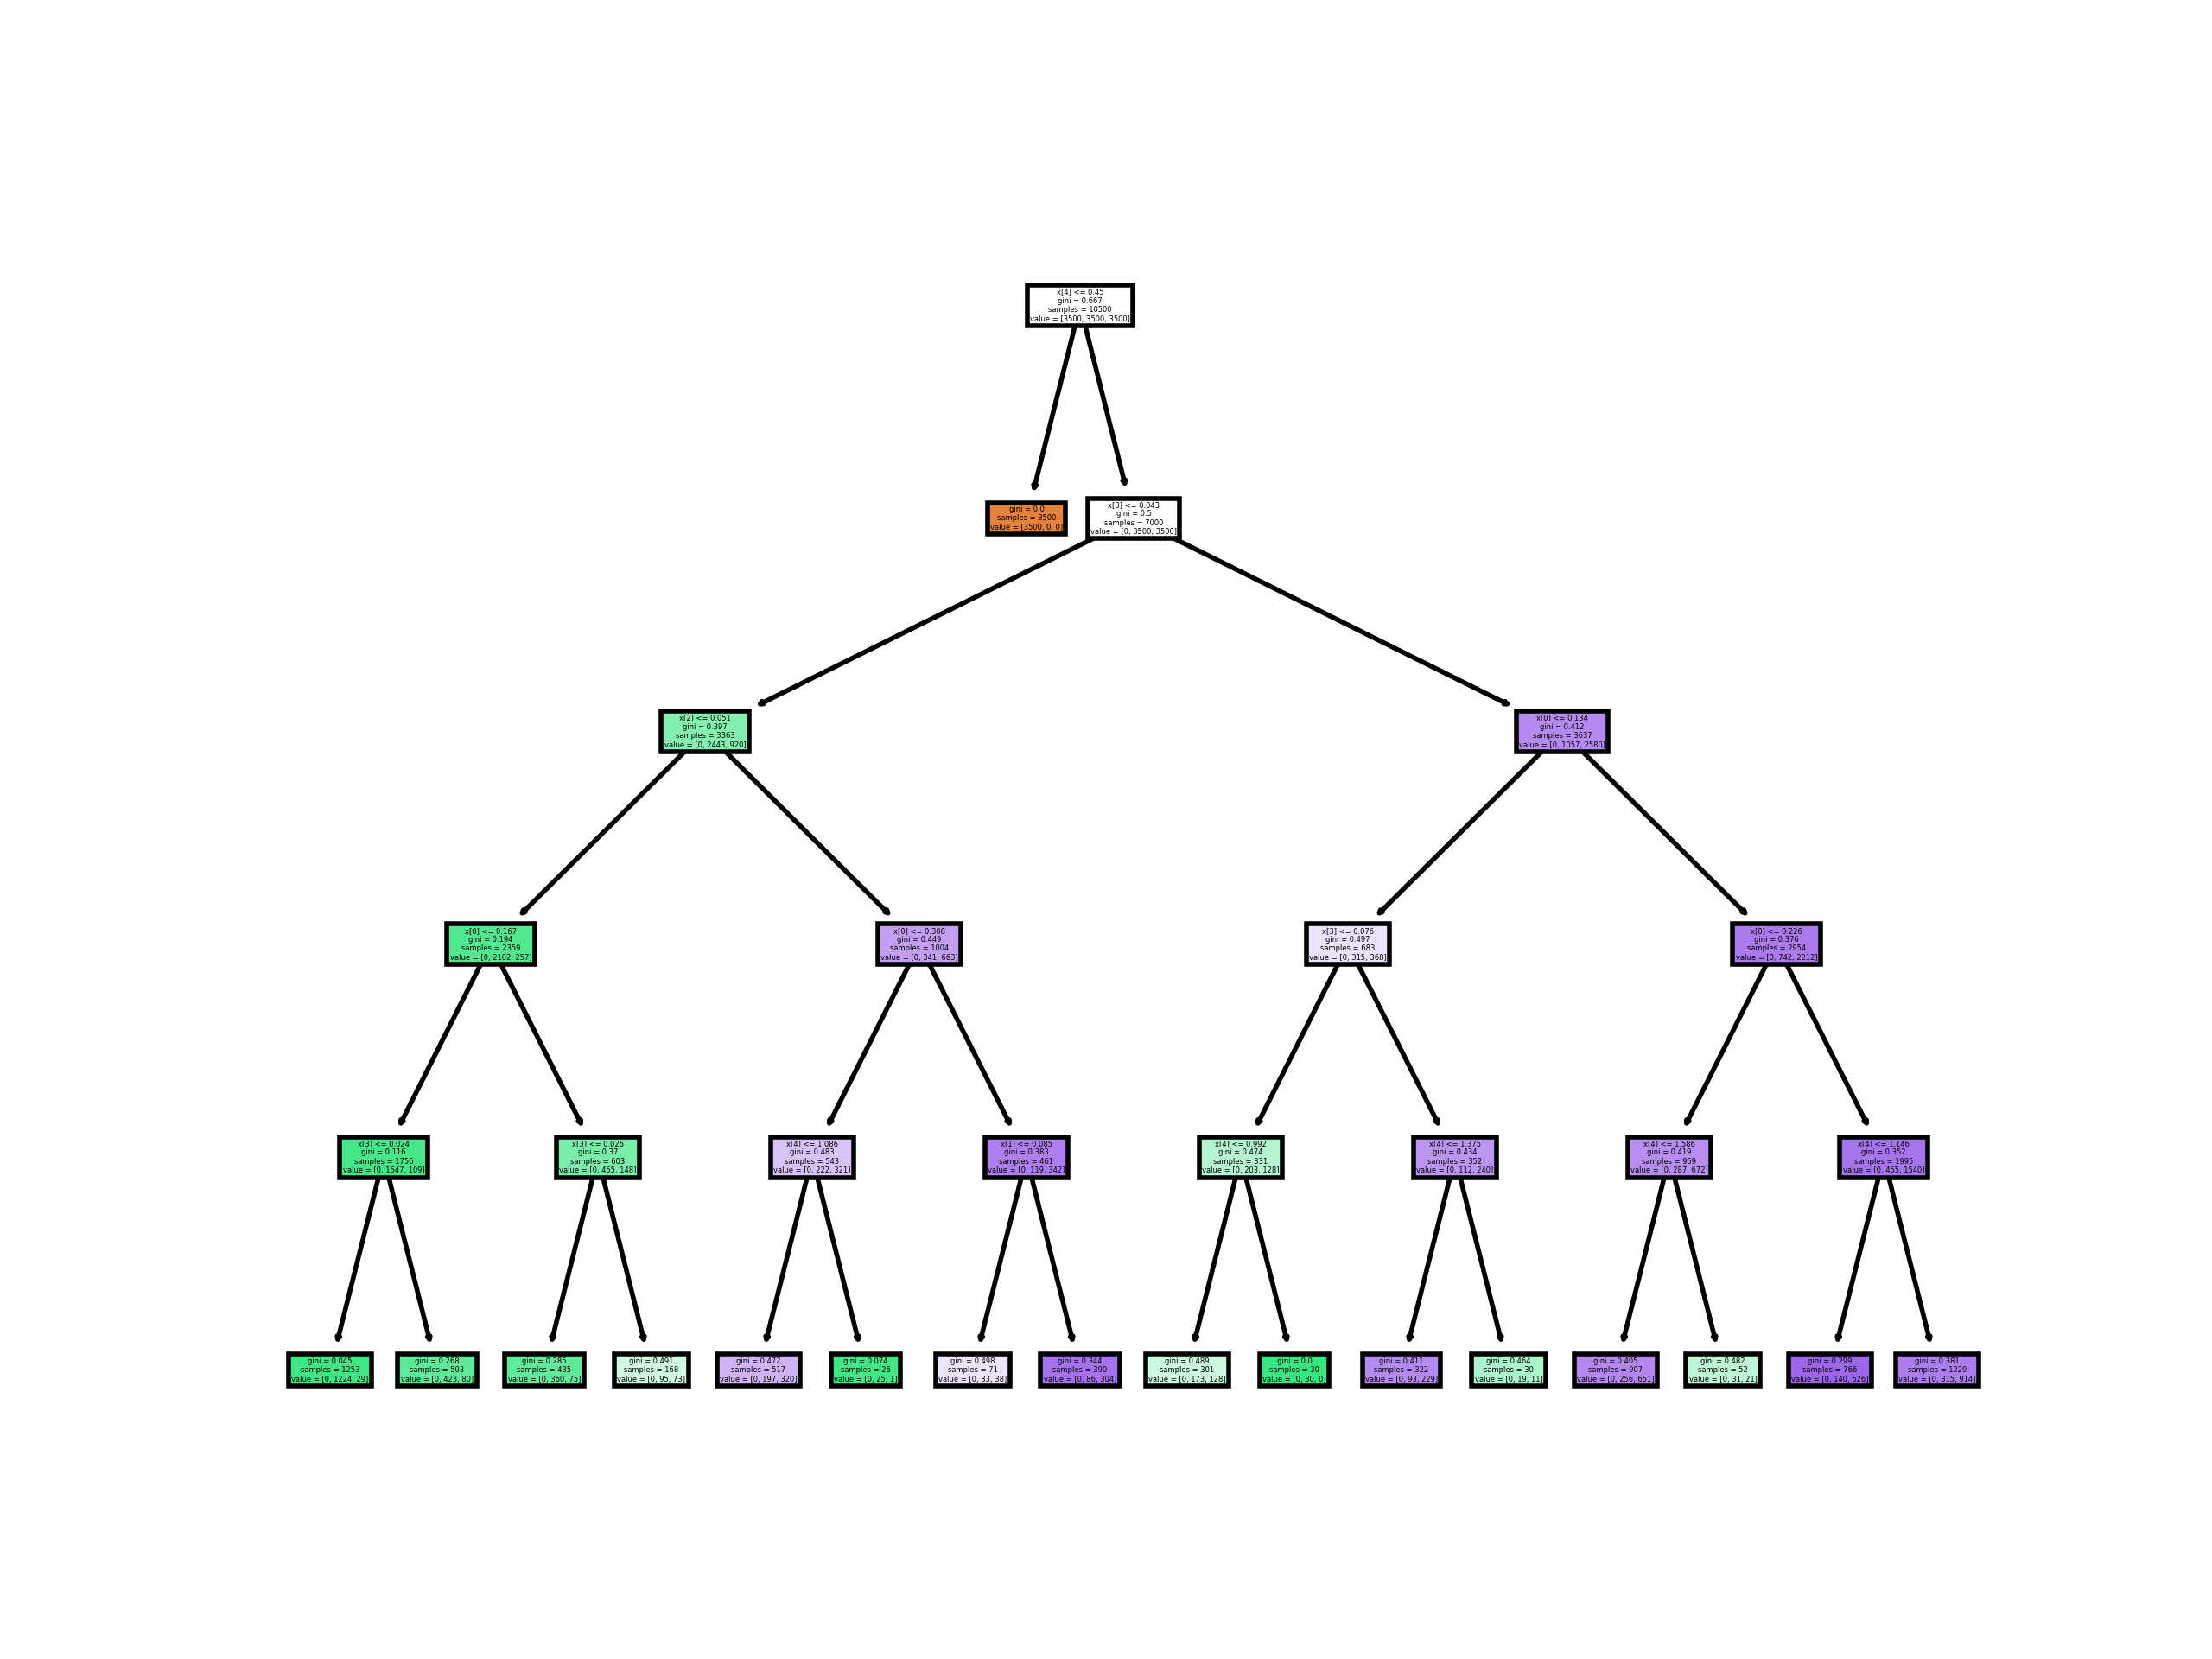 x[4] <= 0.45
gini = 0.667
samples = 10500
value = [3500, 3500, 3500]
gini = 0.0
samples = 3500
value = [3500, 0, 0]
x[3] <= 0.043
gini = 0.5
samples = 7000
value = [0, 3500, 3500]
x[2] <= 0.051
gini = 0.397
samples = 3363
value = [0, 2443, 920]
x[0] <= 0.134
gini = 0.412
samples = 3637
value = [0, 1057, 2580]
x[0] <= 0.167
gini = 0.194
samples = 2359
value = [0, 2102, 257]
x[0] <= 0.308
gini = 0.449
samples = 1004
value = [0, 341, 663]
x[3] <= 0.076
gini = 0.497
samples = 683
value = [0, 315, 368]
x[0] <= 0.226
gini = 0.376
samples = 2954
value = [0, 742, 2212]
x[3] <= 0.024
gini = 0.116
samples = 1756
value = [0, 1647, 109]
x[3] <= 0.026
gini = 0.37
samples = 603
value = [0, 455, 148]
x[4] <= 1.086
gini = 0.483
samples = 543
value = [0, 222, 321]
x[1] <= 0.085
gini = 0.383
samples = 461
value = [0, 119, 342]
x[4] <= 0.992
gini = 0.474
samples = 331
value = [0, 203, 128]
x[4] <= 1.375
gini = 0.434
samples = 352
value = [0, 112, 240]
x[4] <= 1.586
gini = 0.419
samples = 959
value = [0, 287, 672]
x[4] <= 1.146
gini = 0.352
samples = 1995
value = [0, 455, 1540]
gini = 0.045
samples = 1253
value = [0, 1224, 29]
gini = 0.268
samples = 503
value = [0, 423, 80]
gini = 0.285
samples = 435
value = [0, 360, 75]
gini = 0.491
samples = 168
value = [0, 95, 73]
gini = 0.472
samples = 517
value = [0, 197, 320]
gini = 0.074
samples = 26
value = [0, 25, 1]
gini = 0.498
samples = 71
value = [0, 33, 38]
gini = 0.344
samples = 390
value = [0, 86, 304]
gini = 0.489
samples = 301
value = [0, 173, 128]
gini = 0.0
samples = 30
value = [0, 30, 0]
gini = 0.411
samples = 322
value = [0, 93, 229]
gini = 0.464
samples = 30
value = [0, 19, 11]
gini = 0.405
samples = 907
value = [0, 256, 651]
gini = 0.482
samples = 52
value = [0, 31, 21]
gini = 0.299
samples = 766
value = [0, 140, 626]
gini = 0.381
samples = 1229
value = [0, 315, 914]